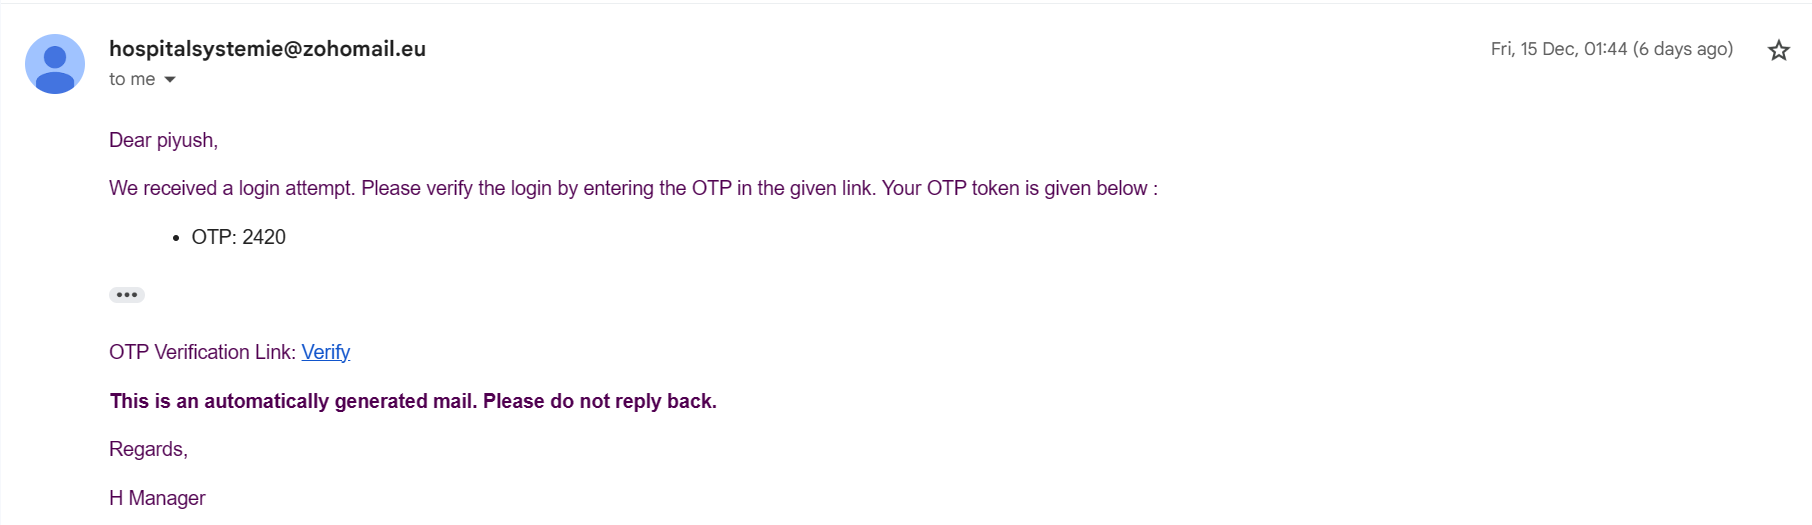 hospitalsystemie@zohomail.eu
Fri, 15 Dec, 01:44 (6 days ago)
to me
Dear piyush,
We received a login attempt. Please verify the login by entering the OTP in the given link. Your OTP token is given below :
• OTP: 2420
•••
OTP Verification Link: Verify
This is an automatically generated mail. Please do not reply back.
Regards,
H Manager